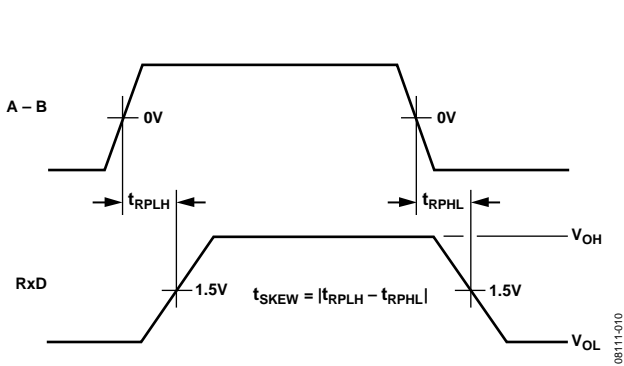 A – B
0V
0V
tRPLH
tRPHL
VOH
RxD
1.5V
tSKEW = |tRPLH – tRPHL|
1.5V
VOL
08111-010